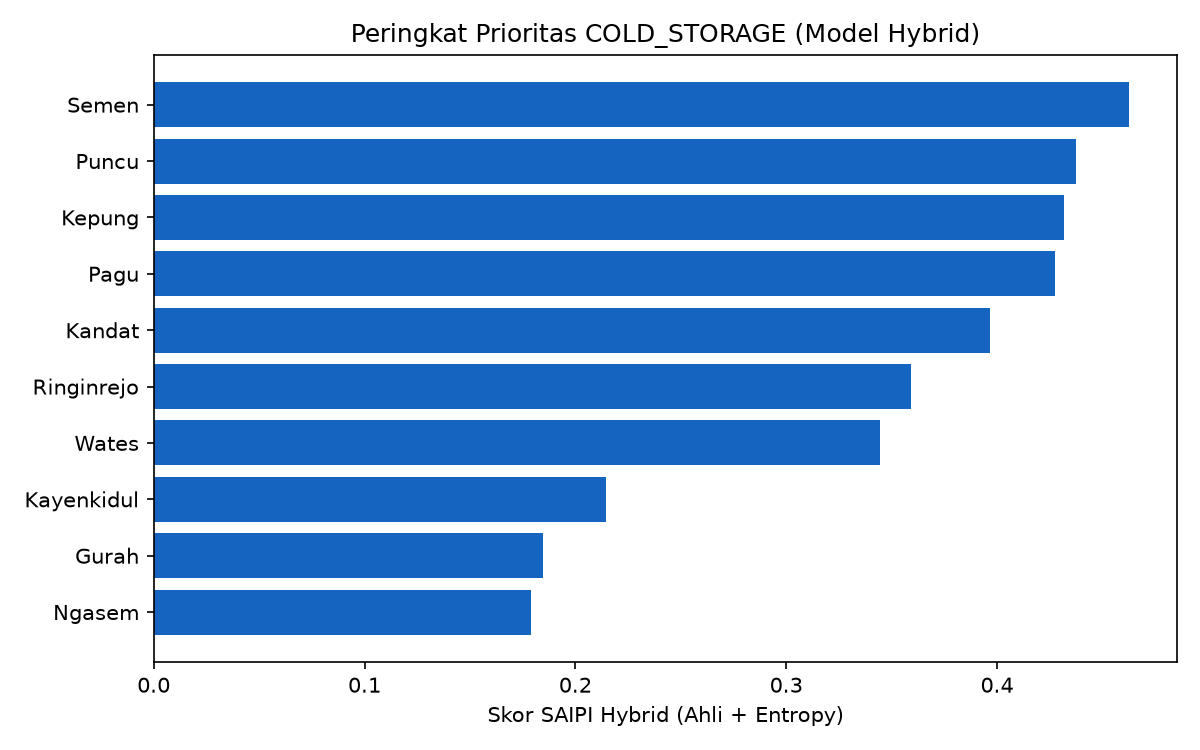 Peringkat Prioritas COLD_STORAGE (Model Hybrid)
Semen
Puncu
Kepung
Pagu
Kandat
Ringinrejo
Wates
Kayenkidul
Gurah
Ngasem
0.0 0.1 0.2 0.3 0.4
Skor SAIPI Hybrid (Ahli + Entropy)